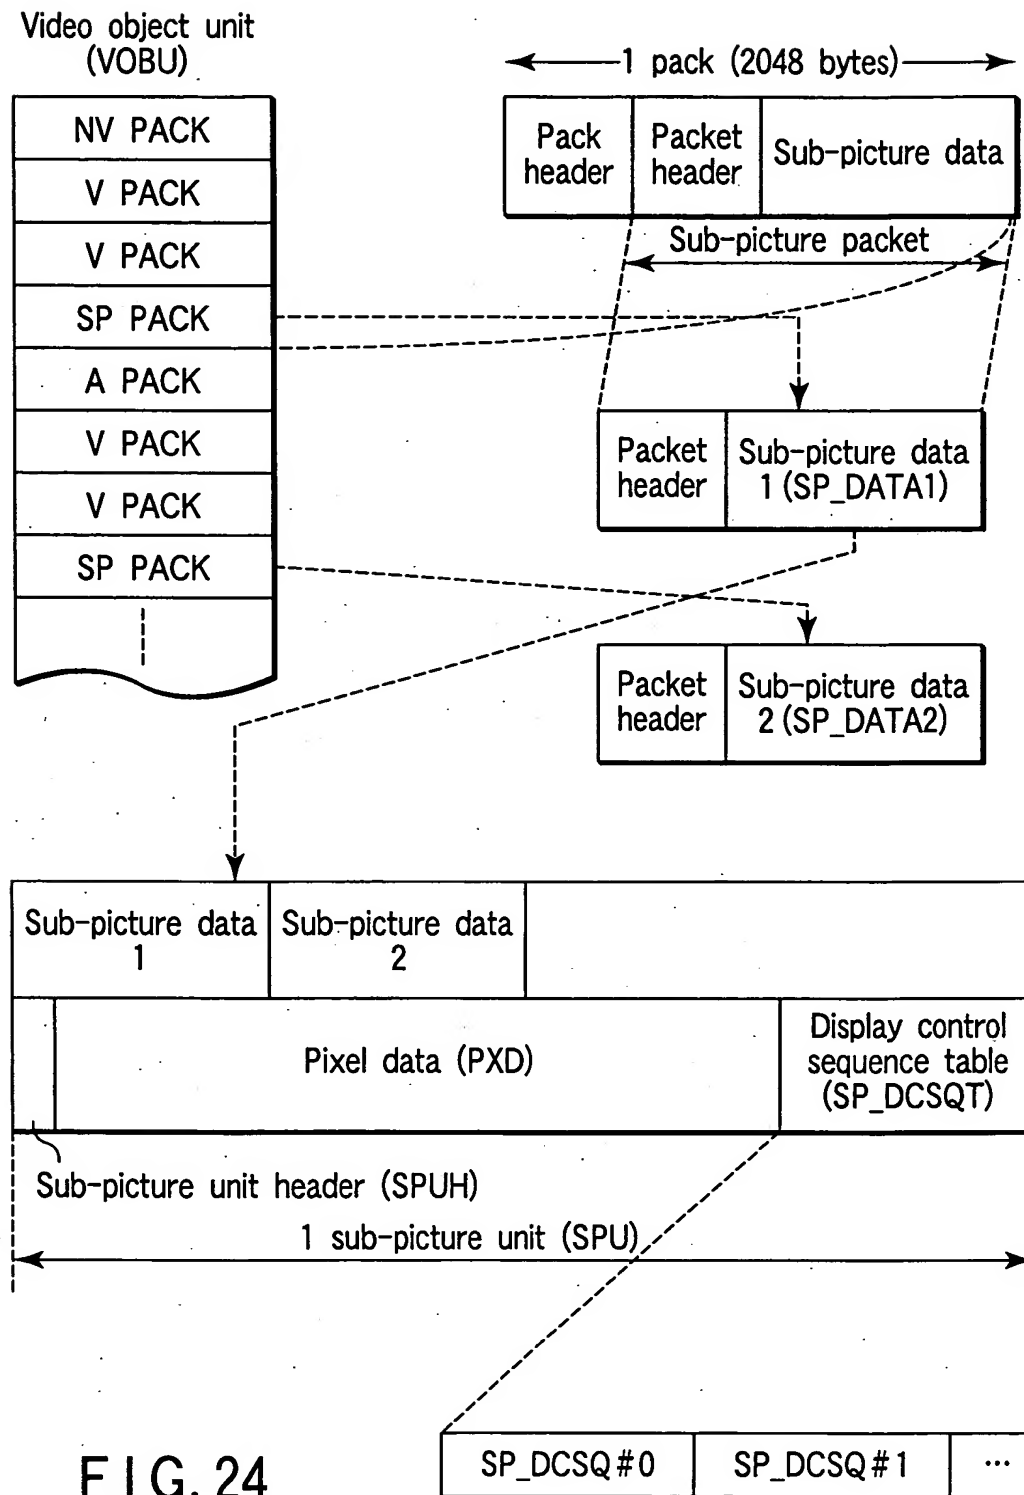 Video object unit
(VOBU)
NV PACK
V PACK
V PACK
SP PACK
A PACK
V PACK
V PACK
SP PACK
1 pack (2048 bytes)
Pack
header
Packet
header
Sub-picture data
Sub-picture packet
Packet
header
Sub-picture data
1 (SP_DATA1)
Packet
header
Sub-picture data
2 (SP_DATA2)
Sub-picture data
1
Sub-picture data
2
Pixel data (PXD)
Display control
sequence table
(SP_DCSQT)
Sub-picture unit header (SPUH)
1 sub-picture unit (SPU)
SP_DCSQ#0
SP_DCSQ#1
...
FIG. 24